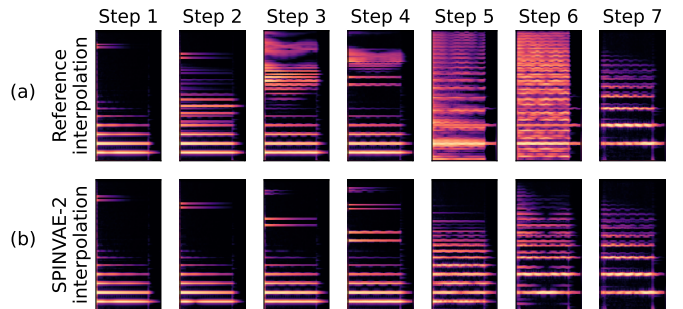 Step 1 Step 2 Step 3 Step 4 Step 5 Step 6 Step 7
(a)
Reference
interpolation
(b)
SPINVAE-2
interpolation